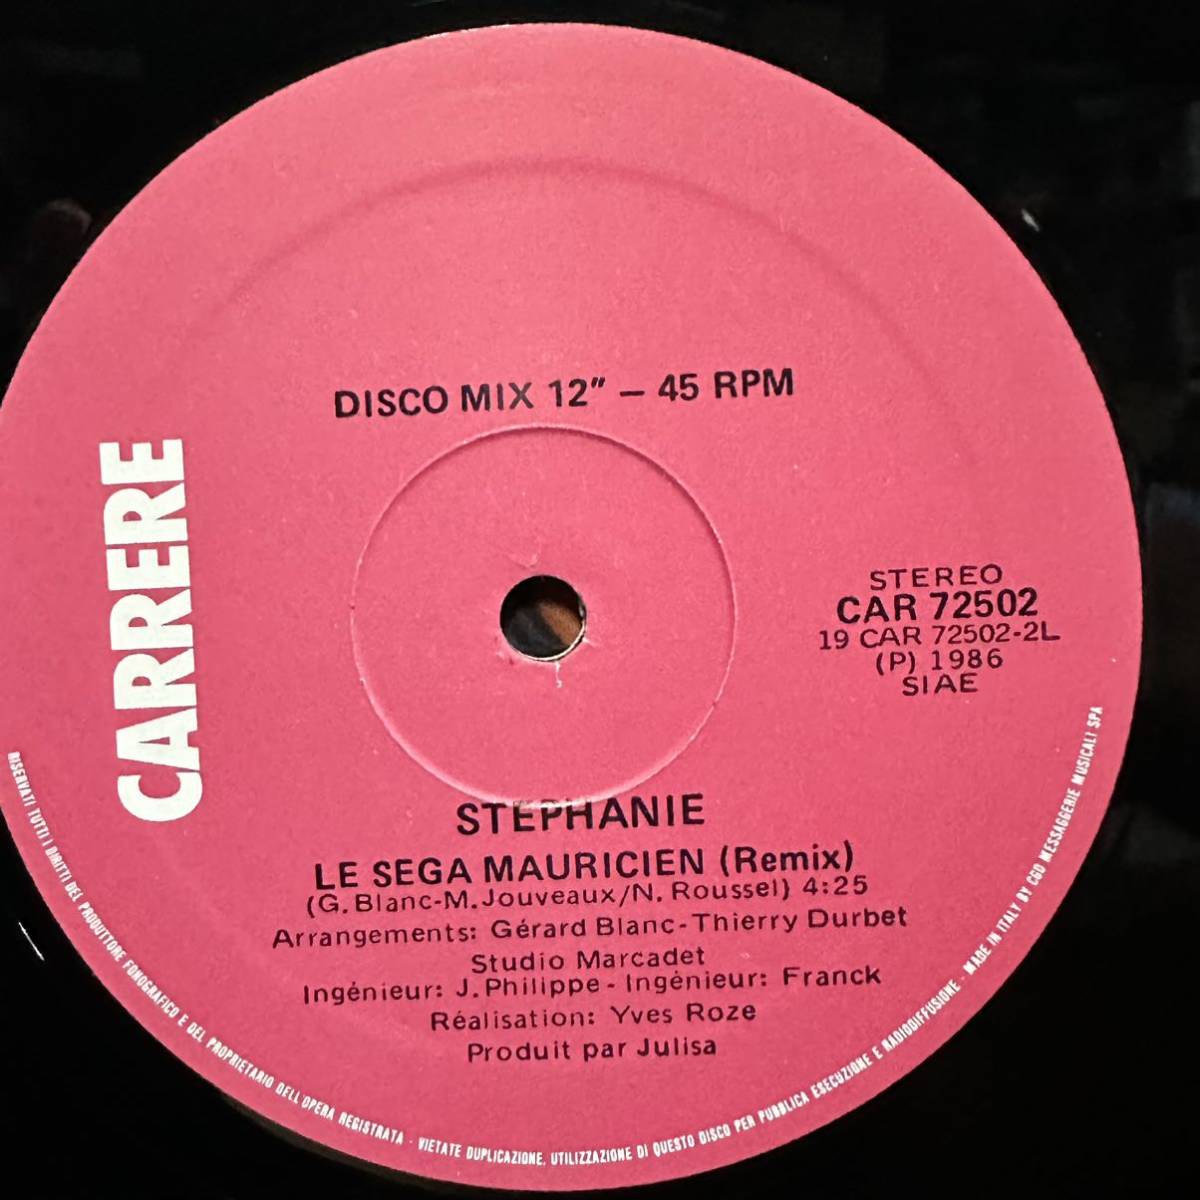 DISCO MIX 12" – 45 RPM
CARRERE
STEREO
CAR 72502
19 CAR 72502-2L
(P) 1986
SIAE
STEPHANIE
LE SEGA MAURICIEN (Remix)
(G. Blanc-M. Jouveaux/N. Roussel) 4:25
Arrangements: Gérard Blanc-Thierry Durbet
Studio Marcadet
Ingénieur: J. Philippe - Ingénieur: Franck
Réalisation: Yves Roze
Produit par Julisa
RISERVATI TUTTI I DIRITTI DEL PRODUTTORE FONOGRAFICO E DEL PROPRIETARIO DELL'OPERA REGISTRATA - VIETATE DUPLICAZIONE, UTILIZZAZIONE DI QUESTO DISCO PER PUBBLICA ESECUZIONE E RADIODIFFUSIONE - MADE IN ITALY BY CGD MESSAGGERIE MUSICALI SPA